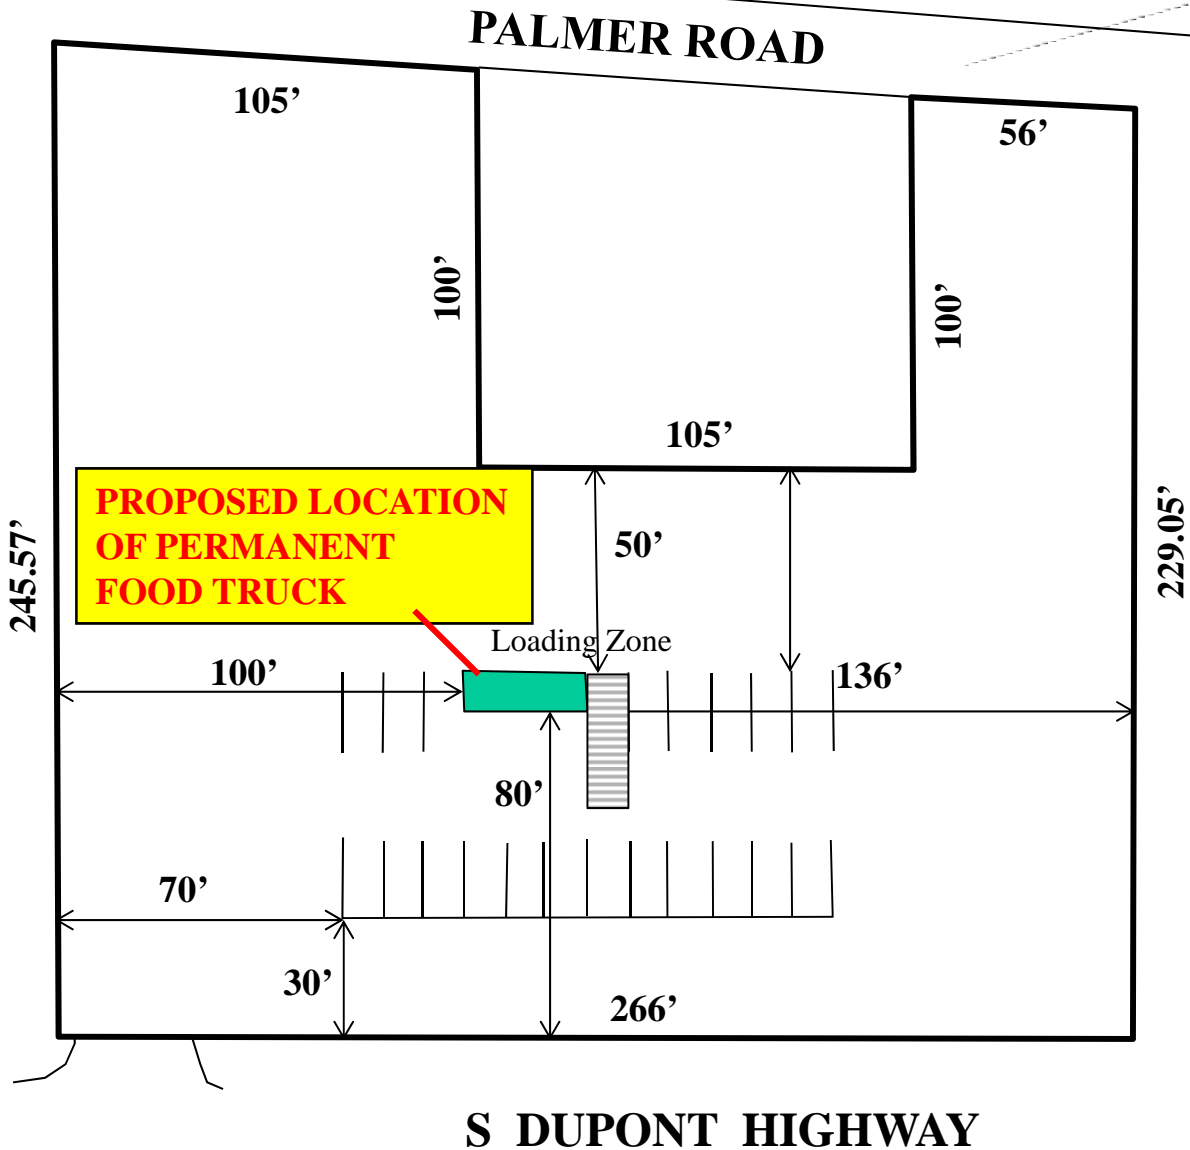 PALMER ROAD
105’
56’
100’
100’
105’
PROPOSED LOCATION
OF PERMANENT
FOOD TRUCK
50’
245.57’
229.05’
Loading Zone
100’
136’
80’
70’
30’
266’
S DUPONT HIGHWAY